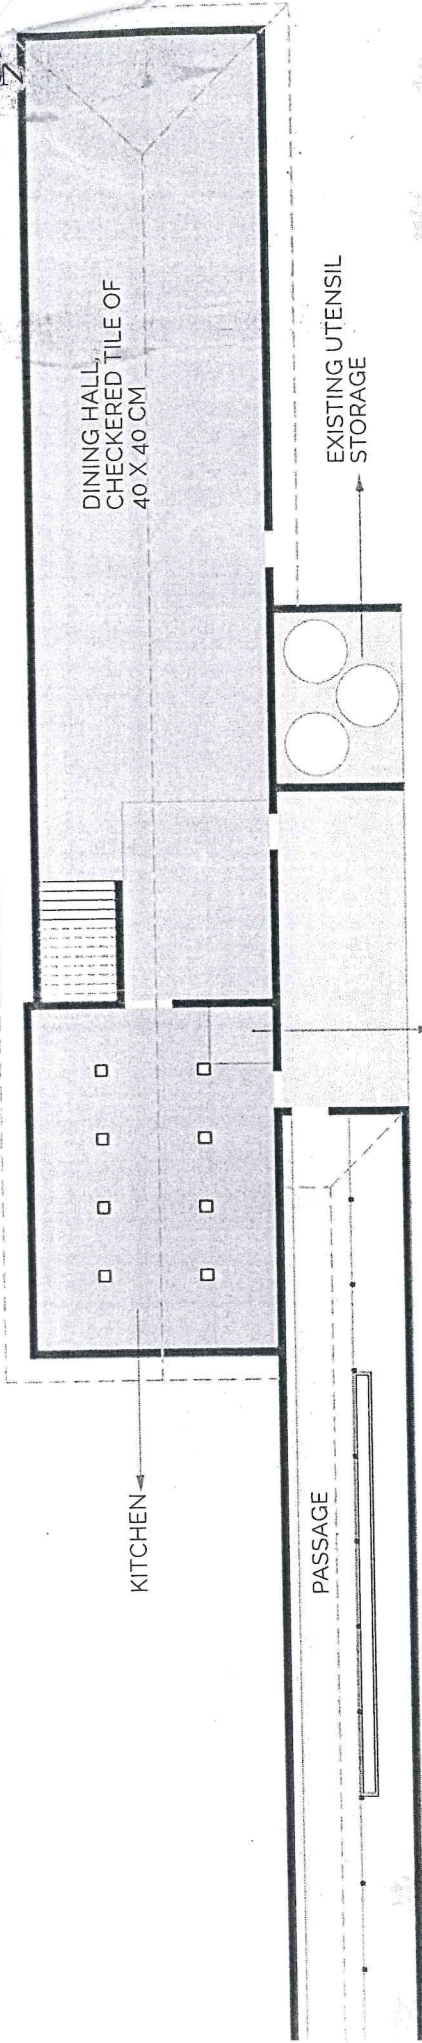 DINING HALL,
CHECKERED TILE OF
40 X 40 CM
EXISTING UTENSIL
STORAGE
KITCHEN
PASSAGE
N